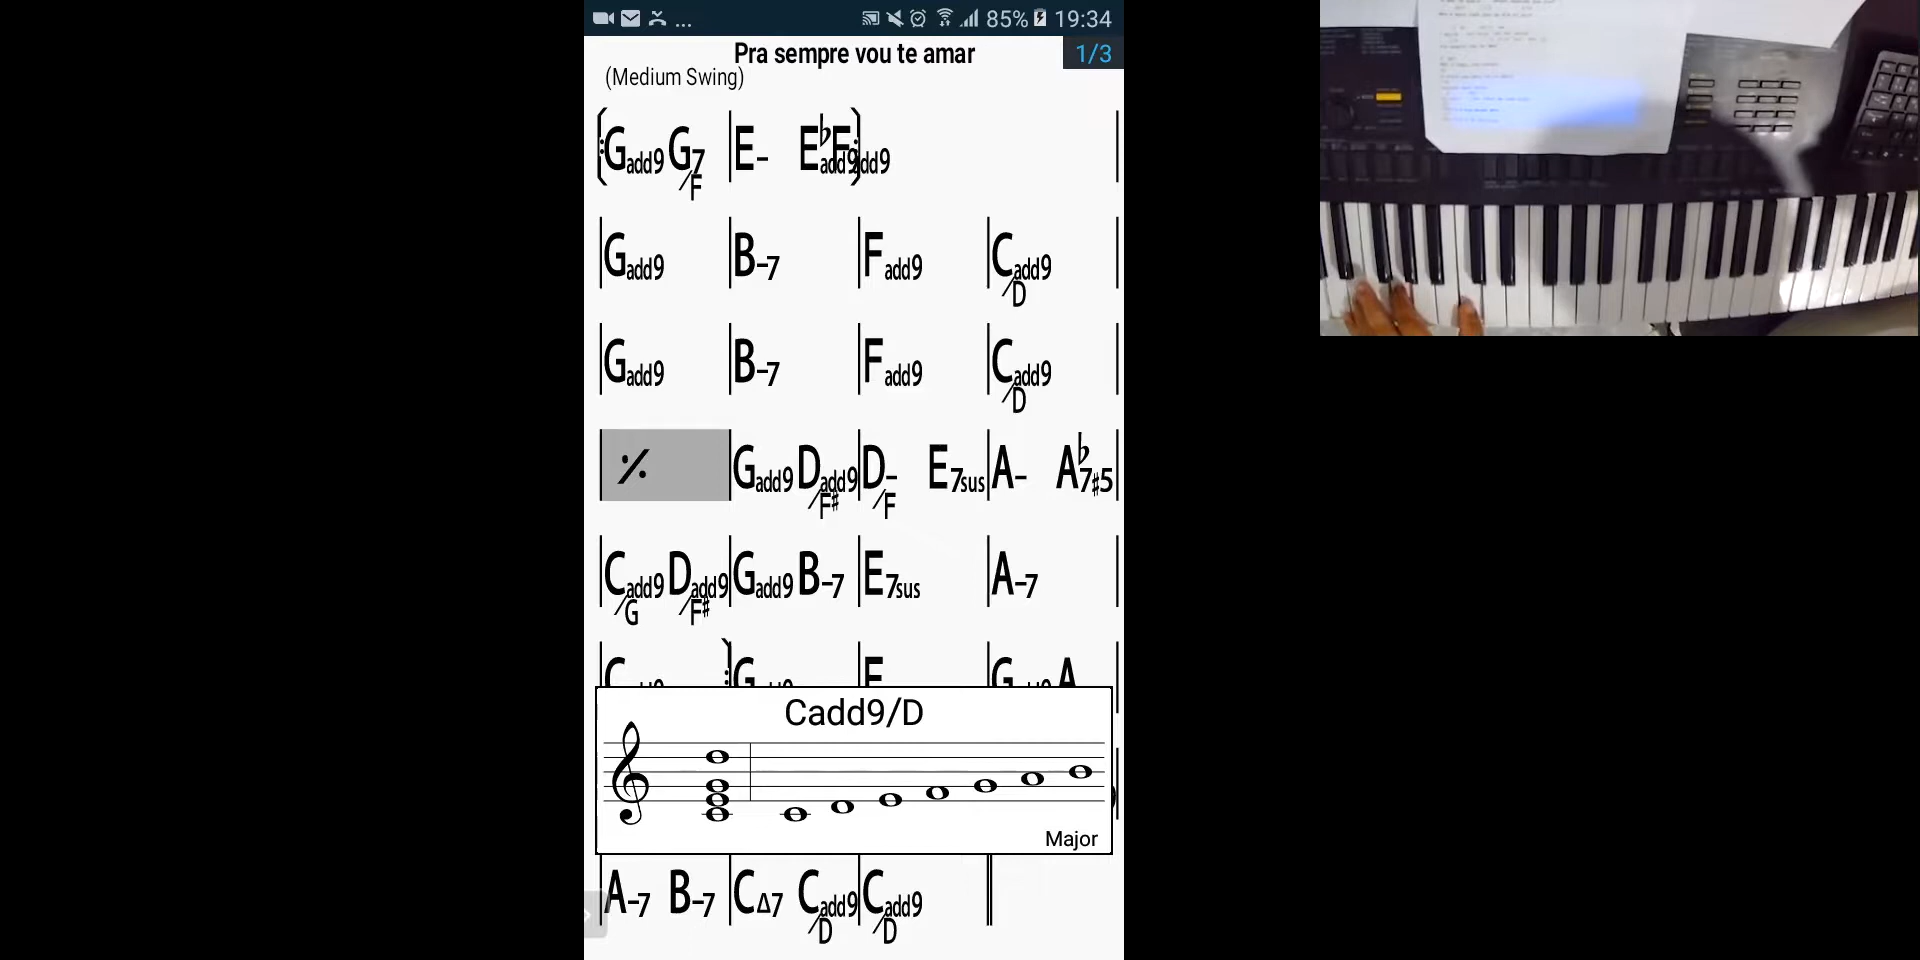 ... 85% 19:34
Pra sempre vou te amar 1/3
(Medium Swing)
Gadd9 G7/F E- E♭add9 Fadd9
Gadd9 B-7 Fadd9 Cadd9/D
Gadd9 B-7 Fadd9 Cadd9/D
Gadd9 Dadd9/F♯ D-/F E7sus A- A♭7♯5
Cadd9/G Dadd9/F♯ Gadd9 B-7 E7sus A-7
Cadd9/D
Major
A-7 B-7 CΔ7 Cadd9/D Cadd9/D